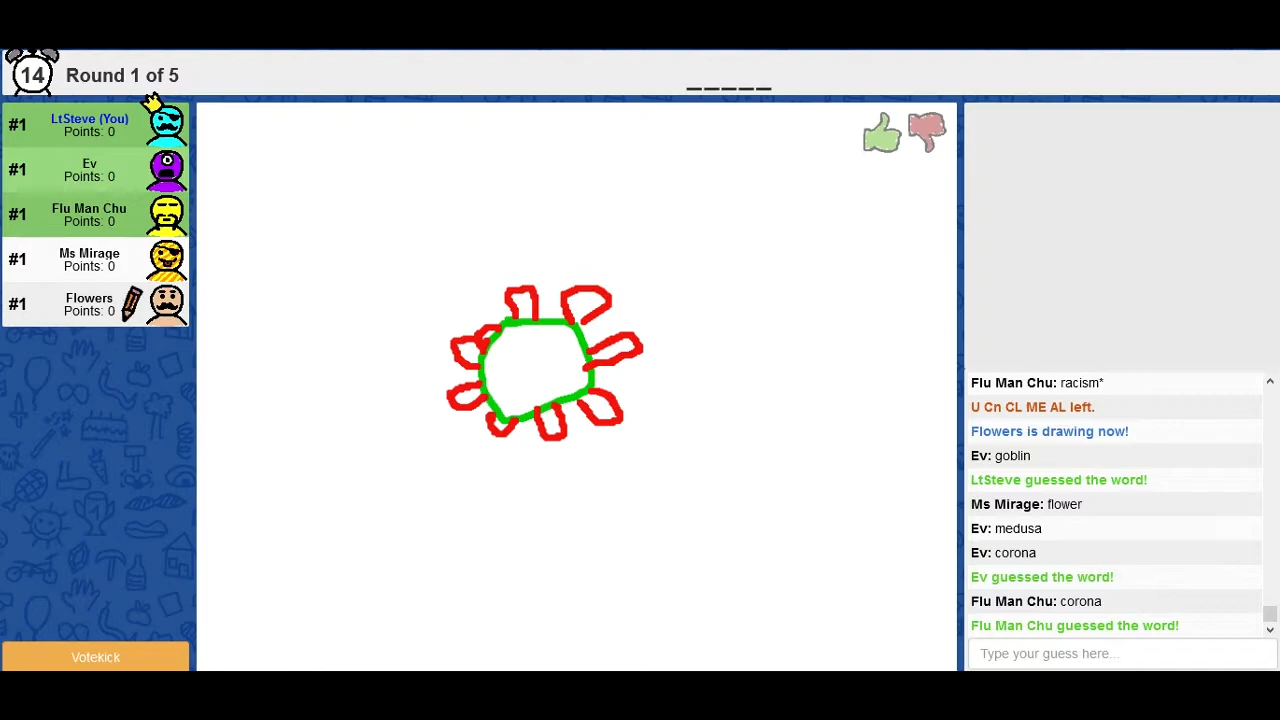 14
Round 1 of 5
_____
#1
LtSteve (You)
Points: 0
#1
Ev
Points: 0
#1
Flu Man Chu
Points: 0
#1
Ms Mirage
Points: 0
#1
Flowers
Points: 0
Votekick
Flu Man Chu: racism*
U Cn CL ME AL left.
Flowers is drawing now!
Ev: goblin
LtSteve guessed the word!
Ms Mirage: flower
Ev: medusa
Ev: corona
Ev guessed the word!
Flu Man Chu: corona
Flu Man Chu guessed the word!
Type your guess here...